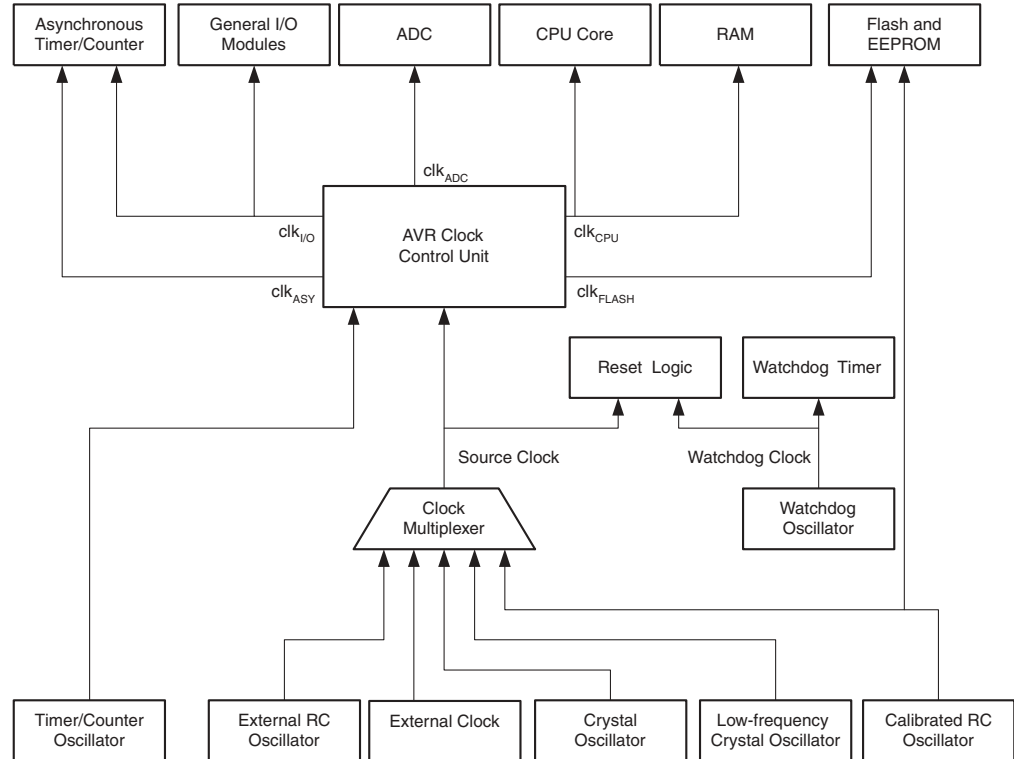 Asynchronous
Timer/Counter
General I/O
Modules
ADC
CPU Core
RAM
Flash and
EEPROM
clkADC
clkI/O
AVR Clock
Control Unit
clkCPU
clkASY
clkFLASH
Reset Logic
Watchdog Timer
Source Clock
Watchdog Clock
Clock
Multiplexer
Watchdog
Oscillator
Timer/Counter
Oscillator
External RC
Oscillator
External Clock
Crystal
Oscillator
Low-frequency
Crystal Oscillator
Calibrated RC
Oscillator